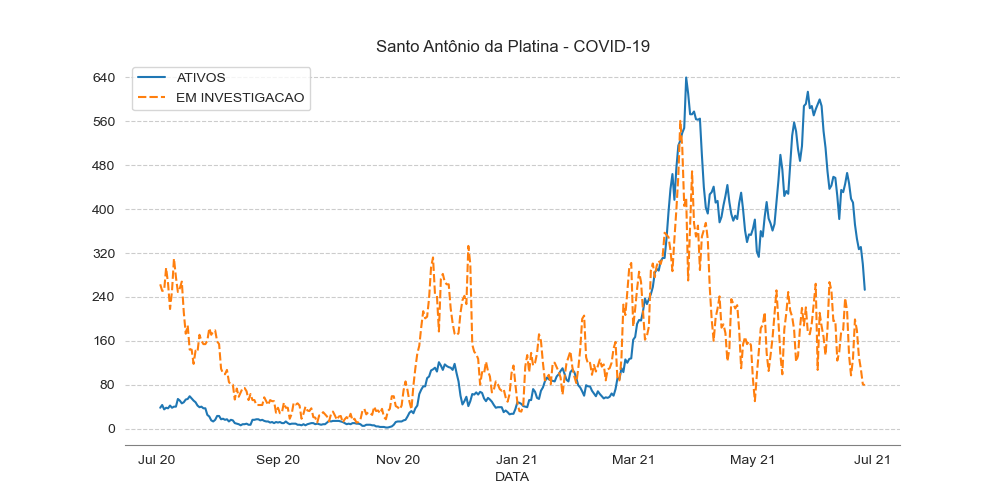 Santo Antônio da Platina - COVID-19
ATIVOS
EM INVESTIGACAO
640
560
480
400
320
240
160
80
0
Jul 20 Sep 20 Nov 20 Jan 21 Mar 21 May 21 Jul 21
DATA